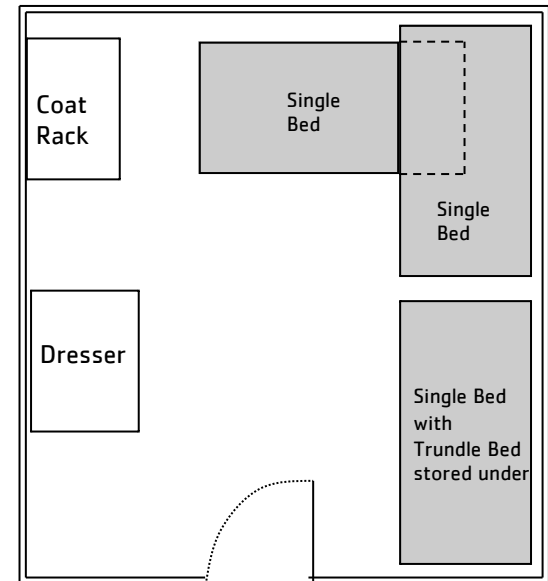 Coat
Rack
Single
Bed
Single
Bed
Dresser
Single Bed
with
Trundle Bed
stored under